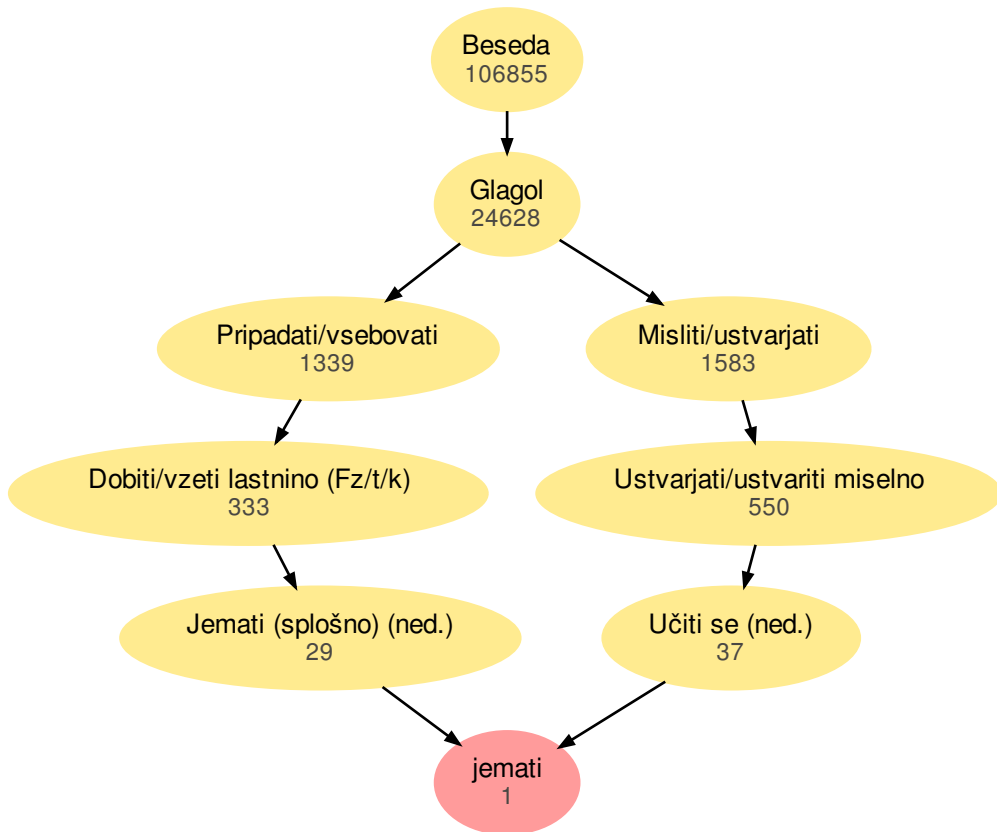 Beseda
106855
Glagol
24628
Pripadati/vsebovati
1339
Misliti/ustvarjati
1583
Dobiti/vzeti lastnino (Fz/t/k)
333
Ustvarjati/ustvariti miselno
550
Jemati (splošno) (ned.)
29
Učiti se (ned.)
37
jemati
1